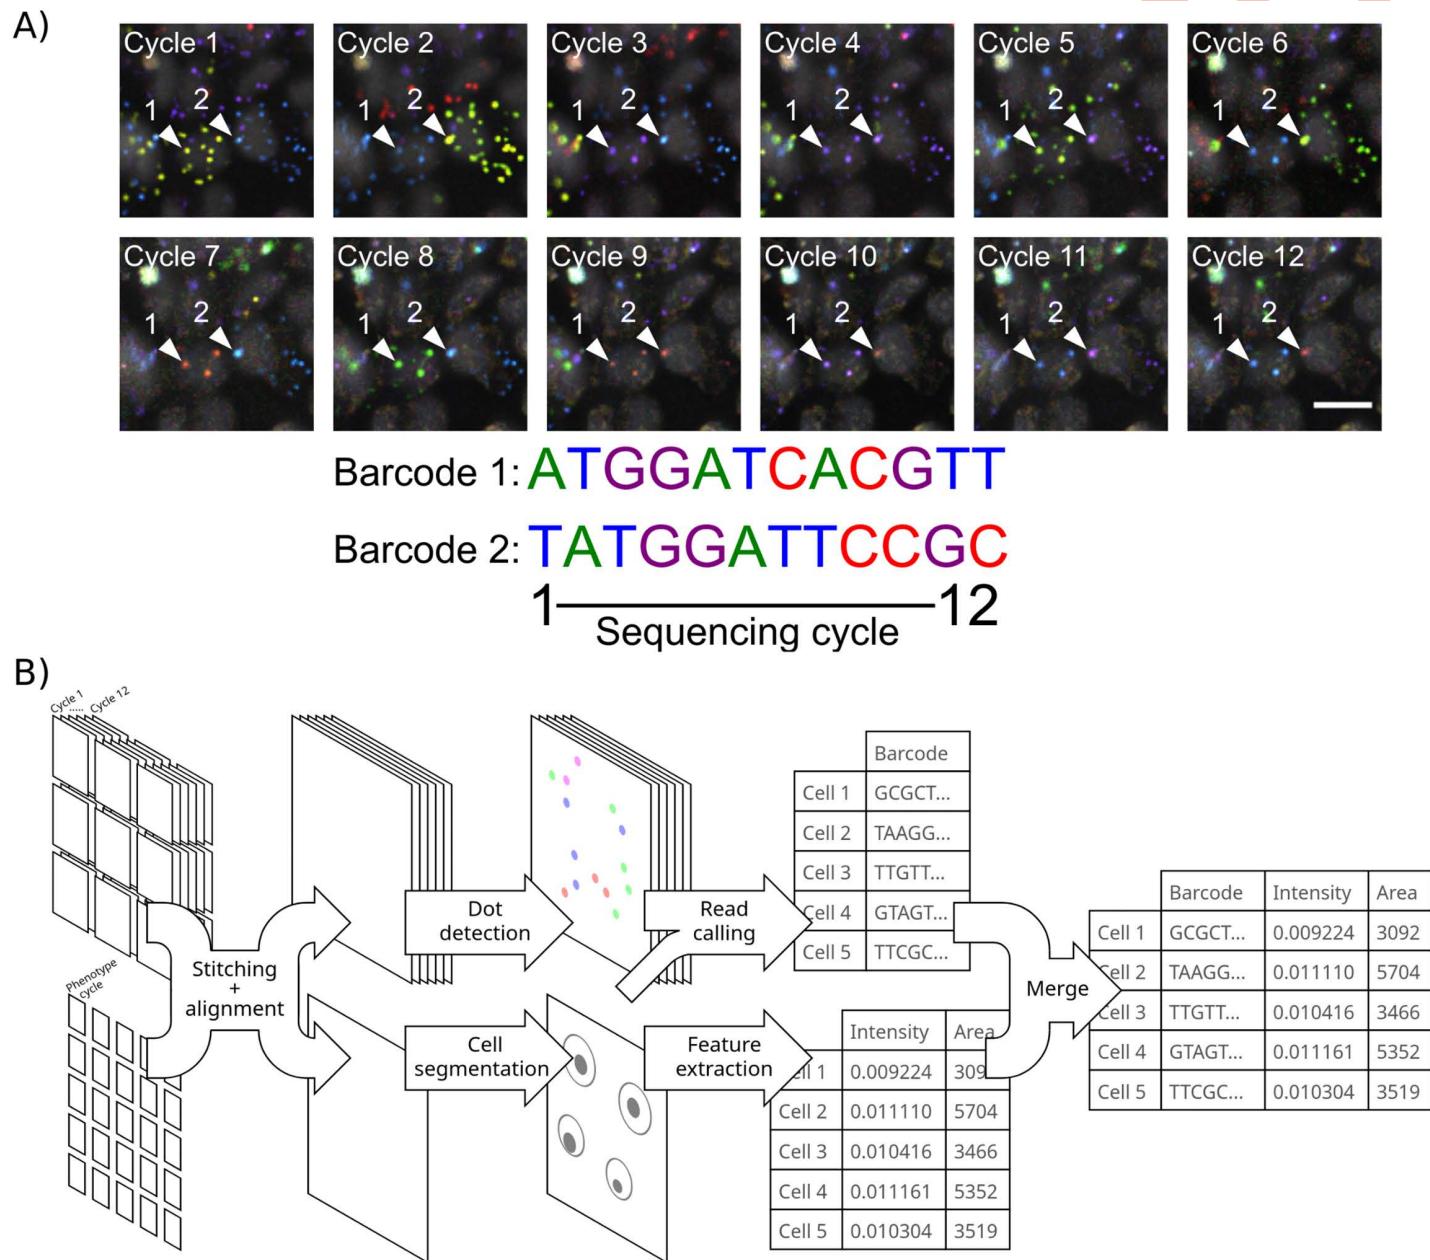 A)
Cycle 1 Cycle 2 Cycle 3 Cycle 4 Cycle 5 Cycle 6
1 2 1 2 1 2 1 2 1 2 1 2
Cycle 7 Cycle 8 Cycle 9 Cycle 10 Cycle 11 Cycle 12
1 2 1 2 1 2 1 2 1 2 1 2
Barcode 1: ATGGATCACGTT
Barcode 2: TATGGATTCCGC
1 12
Sequencing cycle
B)
Cycle 1 ..... Cycle 12
Phenotype
cycle
Stitching
+
alignment
Dot
detection
Cell
segmentation
Read
calling
Feature
extraction
Barcode
Cell 1 GCGCT...
Cell 2 TAAGG...
Cell 3 TTGTT...
Cell 4 GTAGT...
Cell 5 TTCGC...
Intensity Area
ell 1 0.009224 309
Cell 2 0.011110 5704
Cell 3 0.010416 3466
Cell 4 0.011161 5352
Cell 5 0.010304 3519
Merge
Barcode Intensity Area
Cell 1 GCGCT... 0.009224 3092
Cell 2 TAAGG... 0.011110 5704
Cell 3 TTGTT... 0.010416 3466
Cell 4 GTAGT... 0.011161 5352
Cell 5 TTCGC... 0.010304 3519